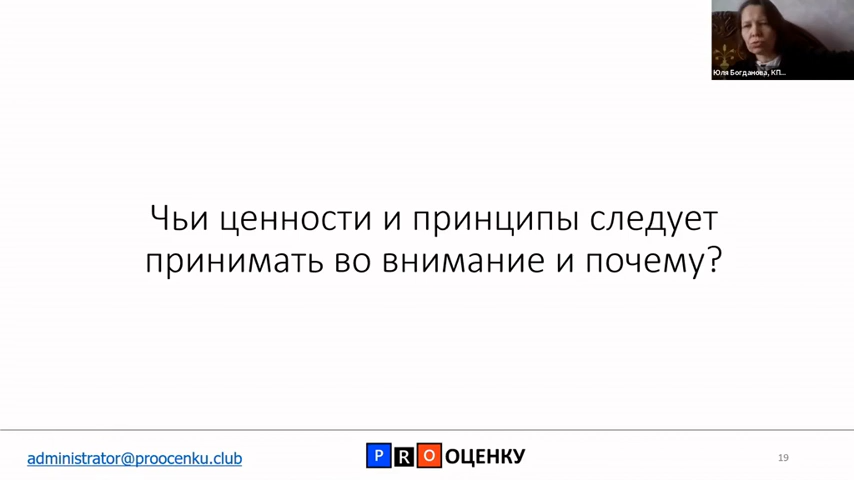 Юля Богданова, КП...
Чьи ценности и принципы следует
принимать во внимание и почему?
administrator@proocenku.club
PRO ОЦЕНКУ
19